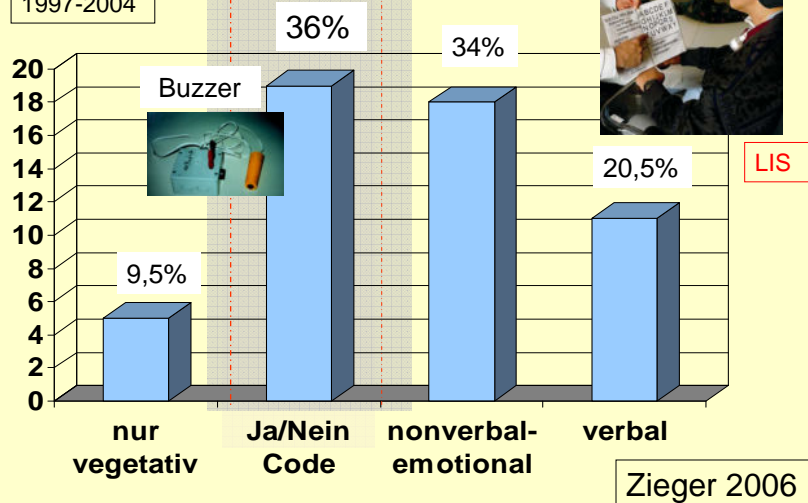 1997-2004
36%
34%
20
18
16
14
12
10
8
6
4
2
0
Buzzer
LIS
20,5%
9,5%
nur
vegetativ
Ja/Nein
Code
nonverbal-
emotional
verbal
Zieger 2006